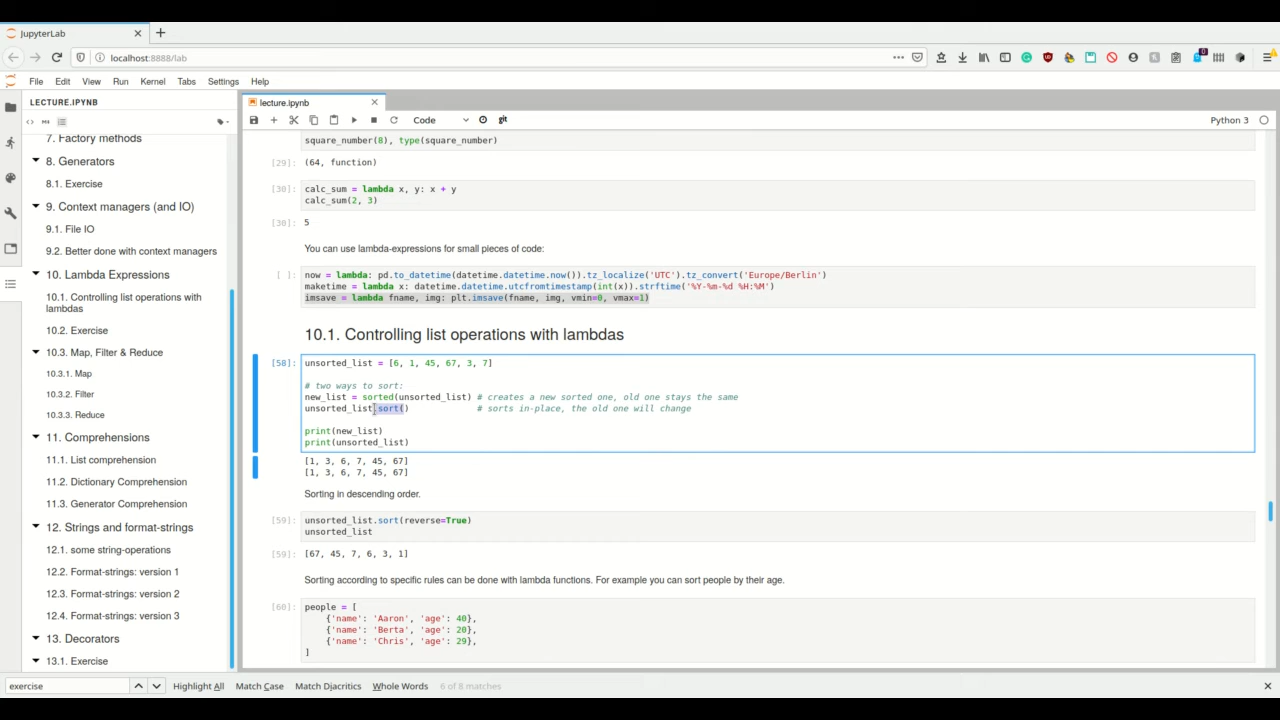 JupyterLab
localhost:8888/lab
File Edit View Run Kernel Tabs Settings Help
LECTURE.IPYNB
7. Factory methods
8. Generators
8.1. Exercise
9. Context managers (and IO)
9.1. File IO
9.2. Better done with context managers
10. Lambda Expressions
10.1. Controlling list operations with
lambdas
10.2. Exercise
10.3. Map, Filter & Reduce
10.3.1. Map
10.3.2. Filter
10.3.3. Reduce
11. Comprehensions
11.1. List comprehension
11.2. Dictionary Comprehension
11.3. Generator Comprehension
12. Strings and format-strings
12.1. some string-operations
12.2. Format-strings: version 1
12.3. Format-strings: version 2
12.4. Format-strings: version 3
13. Decorators
13.1. Exercise
lecture.ipynb
Code git Python 3
square_number(8), type(square_number)
[29]: (64, function)
[30]: calc_sum = lambda x, y: x + y
calc_sum(2, 3)
[30]: 5
You can use lambda-expressions for small pieces of code:
[ ]: now = lambda: pd.to_datetime(datetime.datetime.now()).tz_localize('UTC').tz_convert('Europe/Berlin')
maketime = lambda x: datetime.datetime.utcfromtimestamp(int(x)).strftime('%Y-%m-%d %H:%M')
imsave = lambda fname, img: plt.imsave(fname, img, vmin=0, vmax=1)
10.1. Controlling list operations with lambdas
[58]: unsorted_list = [6, 1, 45, 67, 3, 7]
# two ways to sort:
new_list = sorted(unsorted_list) # creates a new sorted one, old one stays the same
unsorted_list.sort() # sorts in-place, the old one will change
print(new_list)
print(unsorted_list)
[1, 3, 6, 7, 45, 67]
[1, 3, 6, 7, 45, 67]
Sorting in descending order.
[59]: unsorted_list.sort(reverse=True)
unsorted_list
[59]: [67, 45, 7, 6, 3, 1]
Sorting according to specific rules can be done with lambda functions. For example you can sort people by their age.
[60]: people = [
{'name': 'Aaron', 'age': 40},
{'name': 'Berta', 'age': 20},
{'name': 'Chris', 'age': 29},
]
exercise Highlight All Match Case Match Diacritics Whole Words 6 of 8 matches